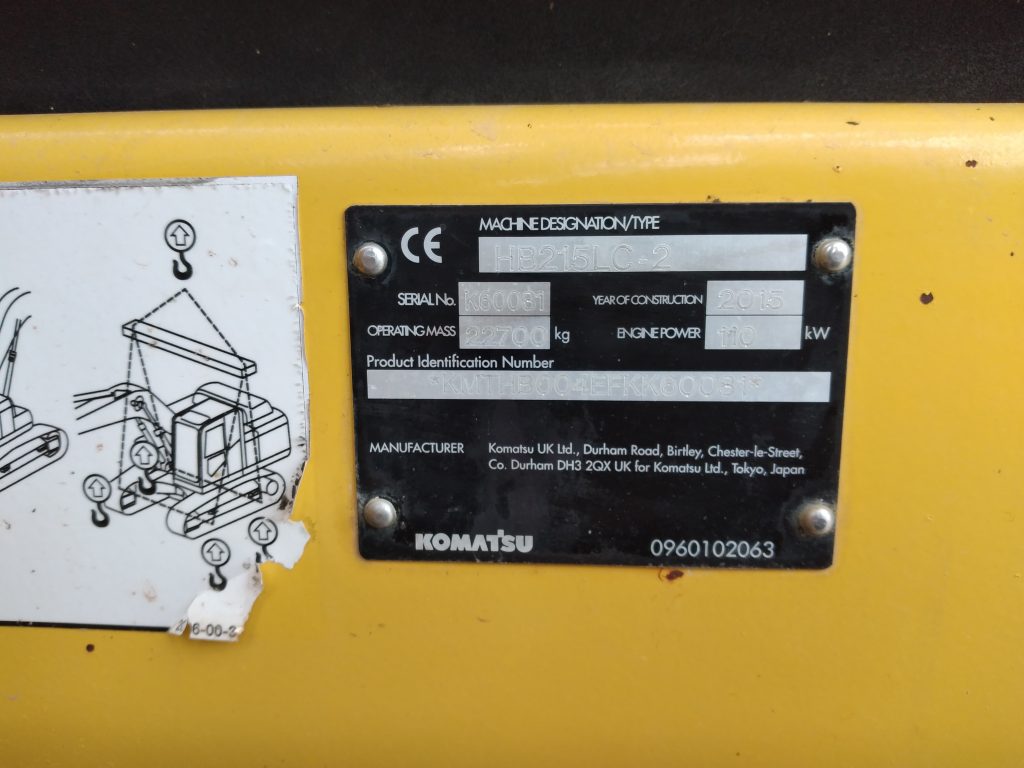 CE
MACHINE DESIGNATION/TYPE
HB215LC-2
SERIAL No. K60081
YEAR OF CONSTRUCTION 2015
OPERATING MASS 22700 kg
ENGINE POWER 110 kW
Product Identification Number
*KMTHB004EFKK60081*
MANUFACTURER
Komatsu UK Ltd., Durham Road, Birtley, Chester-le-Street,
Co. Durham DH3 2QX UK for Komatsu Ltd., Tokyo, Japan
KOMATSU
0960102063
6-00-2